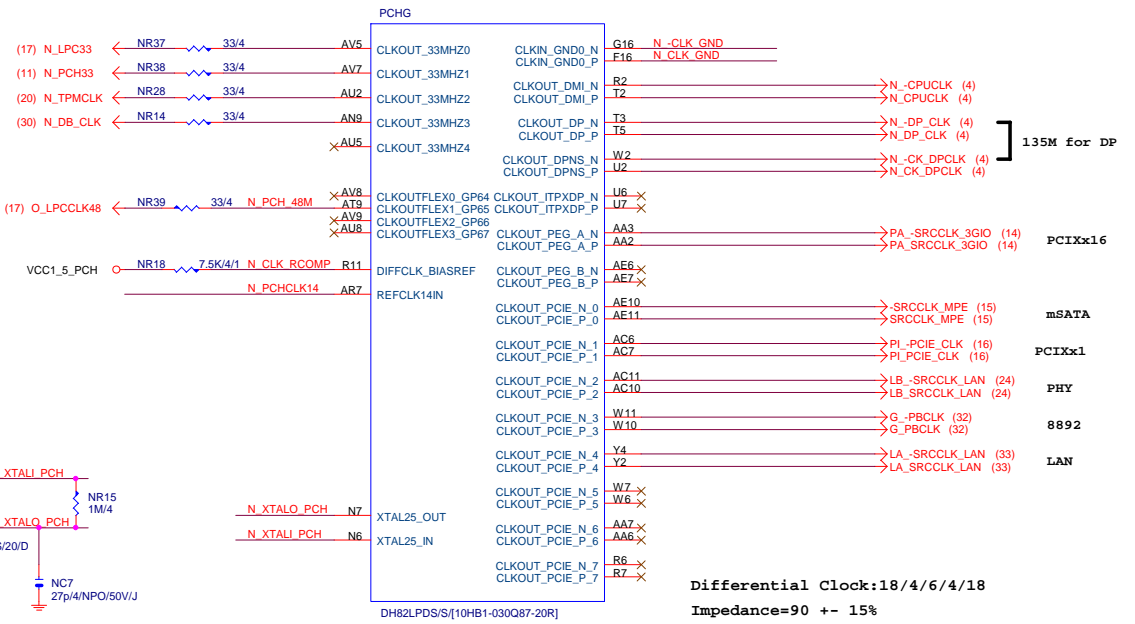 PCHG
(17) N_LPC33 NR37 33/4 AV5 CLKOUT_33MHZ0
(11) N_PCH33 NR38 33/4 AV7 CLKOUT_33MHZ1
(20) N_TPMCLK NR28 33/4 AU2 CLKOUT_33MHZ2
(30) N_DB_CLK NR14 33/4 AN9 CLKOUT_33MHZ3
AU5 CLKOUT_33MHZ4
AV8 CLKOUTFLEX0_GP64
(17) O_LPCCLK48 NR39 33/4 N_PCH_48M AT9 CLKOUTFLEX1_GP65
AV9 CLKOUTFLEX2_GP66
AU8 CLKOUTFLEX3_GP67
VCC1_5_PCH NR18 7.5K/4/1 N_CLK_RCOMP R11 DIFFCLK_BIASREF
N_PCHCLK14 AR7 REFCLK14IN
N_XTALO_PCH N7 XTAL25_OUT
N_XTALI_PCH N6 XTAL25_IN
CLKIN_GND0_N G16 N_-CLK_GND
CLKIN_GND0_P F16 N_CLK_GND
CLKOUT_DMI_N R2 N_-CPUCLK (4)
CLKOUT_DMI_P T2 N_CPUCLK (4)
CLKOUT_DP_N T3 N_-DP_CLK (4)
CLKOUT_DP_P T5 N_DP_CLK (4)
135M for DP
CLKOUT_DPNS_N W2 N_-CK_DPCLK (4)
CLKOUT_DPNS_P U2 N_CK_DPCLK (4)
CLKOUT_ITPXDP_N U6
CLKOUT_ITPXDP_P U7
CLKOUT_PEG_A_N AA3 PA_-SRCCLK_3GIO (14)
CLKOUT_PEG_A_P AA2 PA_SRCCLK_3GIO (14)
PCIXx16
CLKOUT_PEG_B_N AE6
CLKOUT_PEG_B_P AE7
CLKOUT_PCIE_N_0 AE10 -SRCCLK_MPE (15)
CLKOUT_PCIE_P_0 AE11 SRCCLK_MPE (15)
mSATA
CLKOUT_PCIE_N_1 AC6 PI_-PCIE_CLK (16)
CLKOUT_PCIE_P_1 AC7 PI_PCIE_CLK (16)
PCIXx1
CLKOUT_PCIE_N_2 AC11 LB_-SRCCLK_LAN (24)
CLKOUT_PCIE_P_2 AC10 LB_SRCCLK_LAN (24)
PHY
CLKOUT_PCIE_N_3 W11 G_-PBCLK (32)
CLKOUT_PCIE_P_3 W10 G_PBCLK (32)
8892
CLKOUT_PCIE_N_4 Y4 LA_-SRCCLK_LAN (33)
CLKOUT_PCIE_P_4 Y2 LA_SRCCLK_LAN (33)
LAN
CLKOUT_PCIE_N_5 W7
CLKOUT_PCIE_P_5 W6
CLKOUT_PCIE_N_6 AA7
CLKOUT_PCIE_P_6 AA6
CLKOUT_PCIE_N_7 R6
CLKOUT_PCIE_P_7 R7
XTALI_PCH
NR15
1M/4
XTALO_PCH
/20/D
NC7
27p/4/NPO/50V/J
DH82LPDS/S/[10HB1-030Q87-20R]
Differential Clock:18/4/6/4/18
Impedance=90 +- 15%